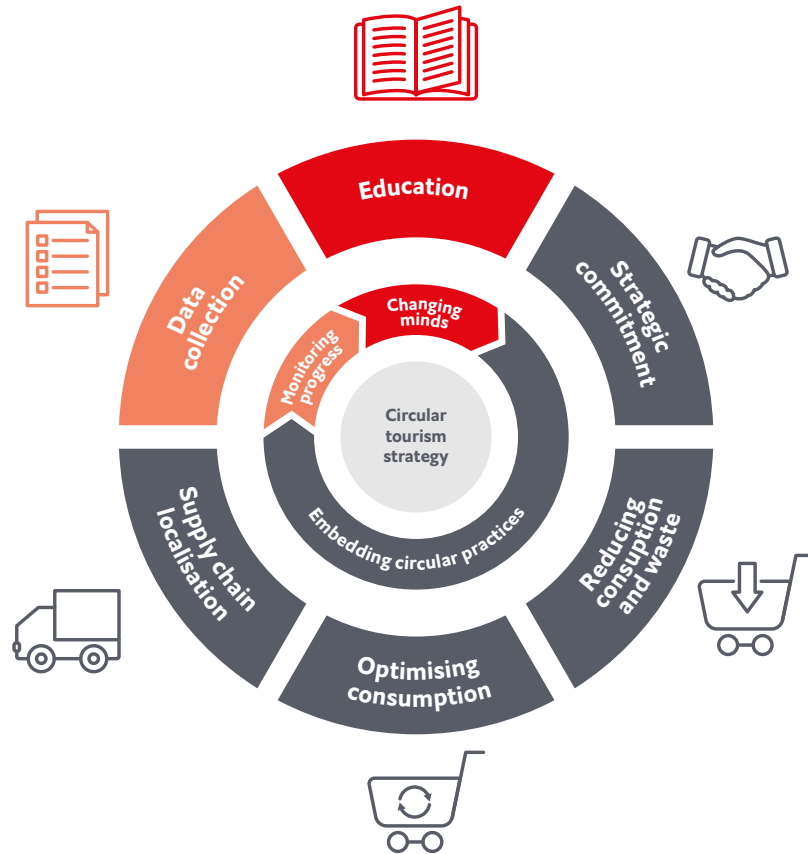 Education
Strategic
commitment
Reducing
consuption
and waste
Optimising
consumption
Supply chain
localisation
Data
collection
Changing
minds
Embedding circular practices
Monitoring
progress
Circular
tourism
strategy